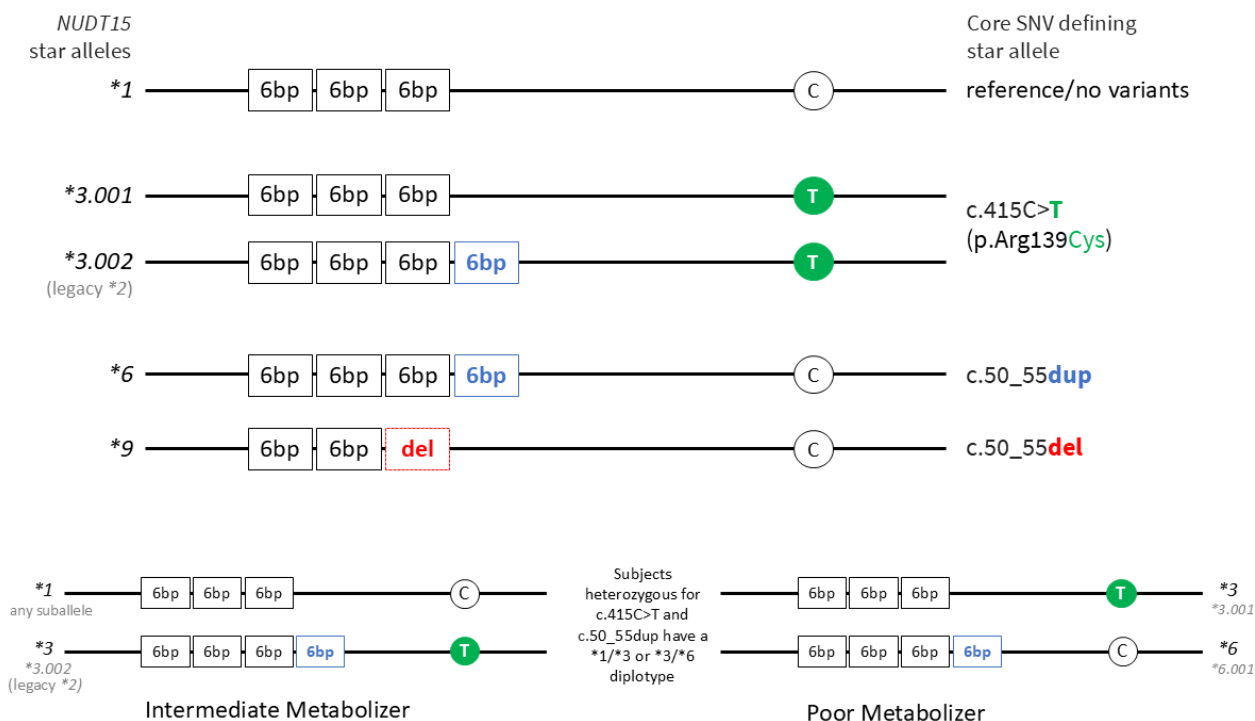 NUDT15
star alleles
Core SNV defining
star allele
*1 6bp 6bp 6bp C reference/no variants
*3.001 6bp 6bp 6bp T
c.415C>T
(p.Arg139Cys)
*3.002 6bp 6bp 6bp 6bp T
(legacy *2)
*6 6bp 6bp 6bp 6bp C c.50_55dup
*9 6bp 6bp del C c.50_55del
*1 6bp 6bp 6bp C
any suballele
*3 6bp 6bp 6bp 6bp T
*3.002
(legacy *2)
Intermediate Metabolizer
Subjects
heterozygous for
c.415C>T and
c.50_55dup have a
*1/*3 or *3/*6
diplotype
6bp 6bp 6bp T *3
*3.001
6bp 6bp 6bp 6bp C *6
*6.001
Poor Metabolizer